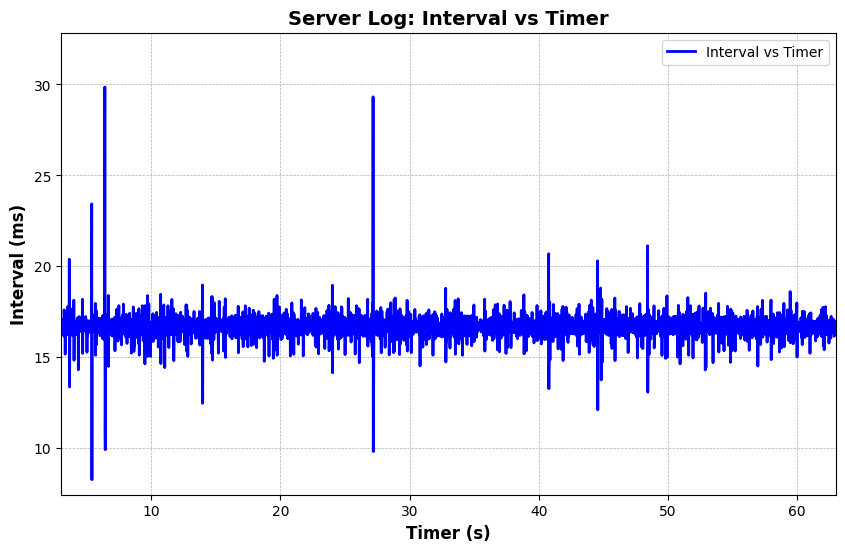 Server Log: Interval vs Timer
Interval vs Timer
30
25
20
15
10
Interval (ms)
10 20 30 40 50 60
Timer (s)